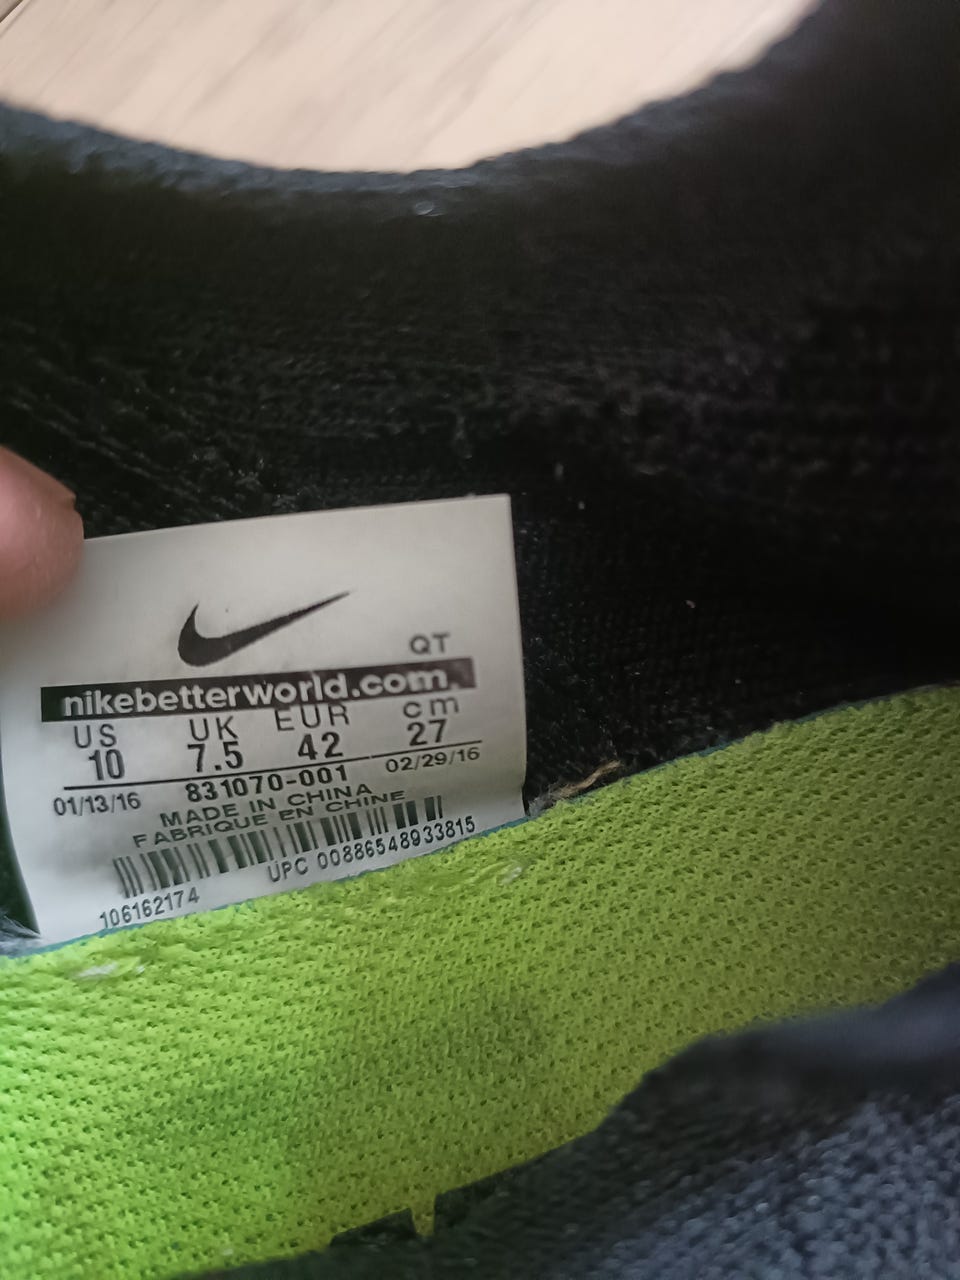 QT
nikebetterworld.com
US UK EUR cm
10 7.5 42 27
01/13/16 831070-001 02/29/16
MADE IN CHINA
FABRIQUE EN CHINE
UPC 00886548933815
106162174